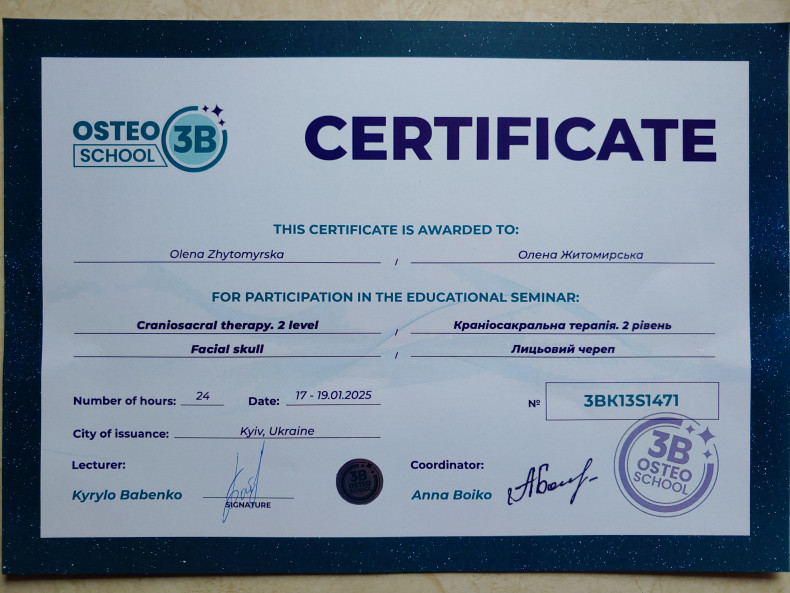 OSTEO 3B
SCHOOL
CERTIFICATE
THIS CERTIFICATE IS AWARDED TO:
Olena Zhytomyrska / Олена Житомирська
FOR PARTICIPATION IN THE EDUCATIONAL SEMINAR:
Craniosacral therapy. 2 level / Краніосакральна терапія. 2 рівень
Facial skull / Лицьовий череп
Number of hours: 24 Date: 17 - 19.01.2025 № 3BK13S1471
City of issuance: Kyiv, Ukraine
Lecturer: Coordinator:
Kyrylo Babenko SIGNATURE Anna Boiko
3B
OSTEO
SCHOOL
3B
OSTEO
SCHOOL